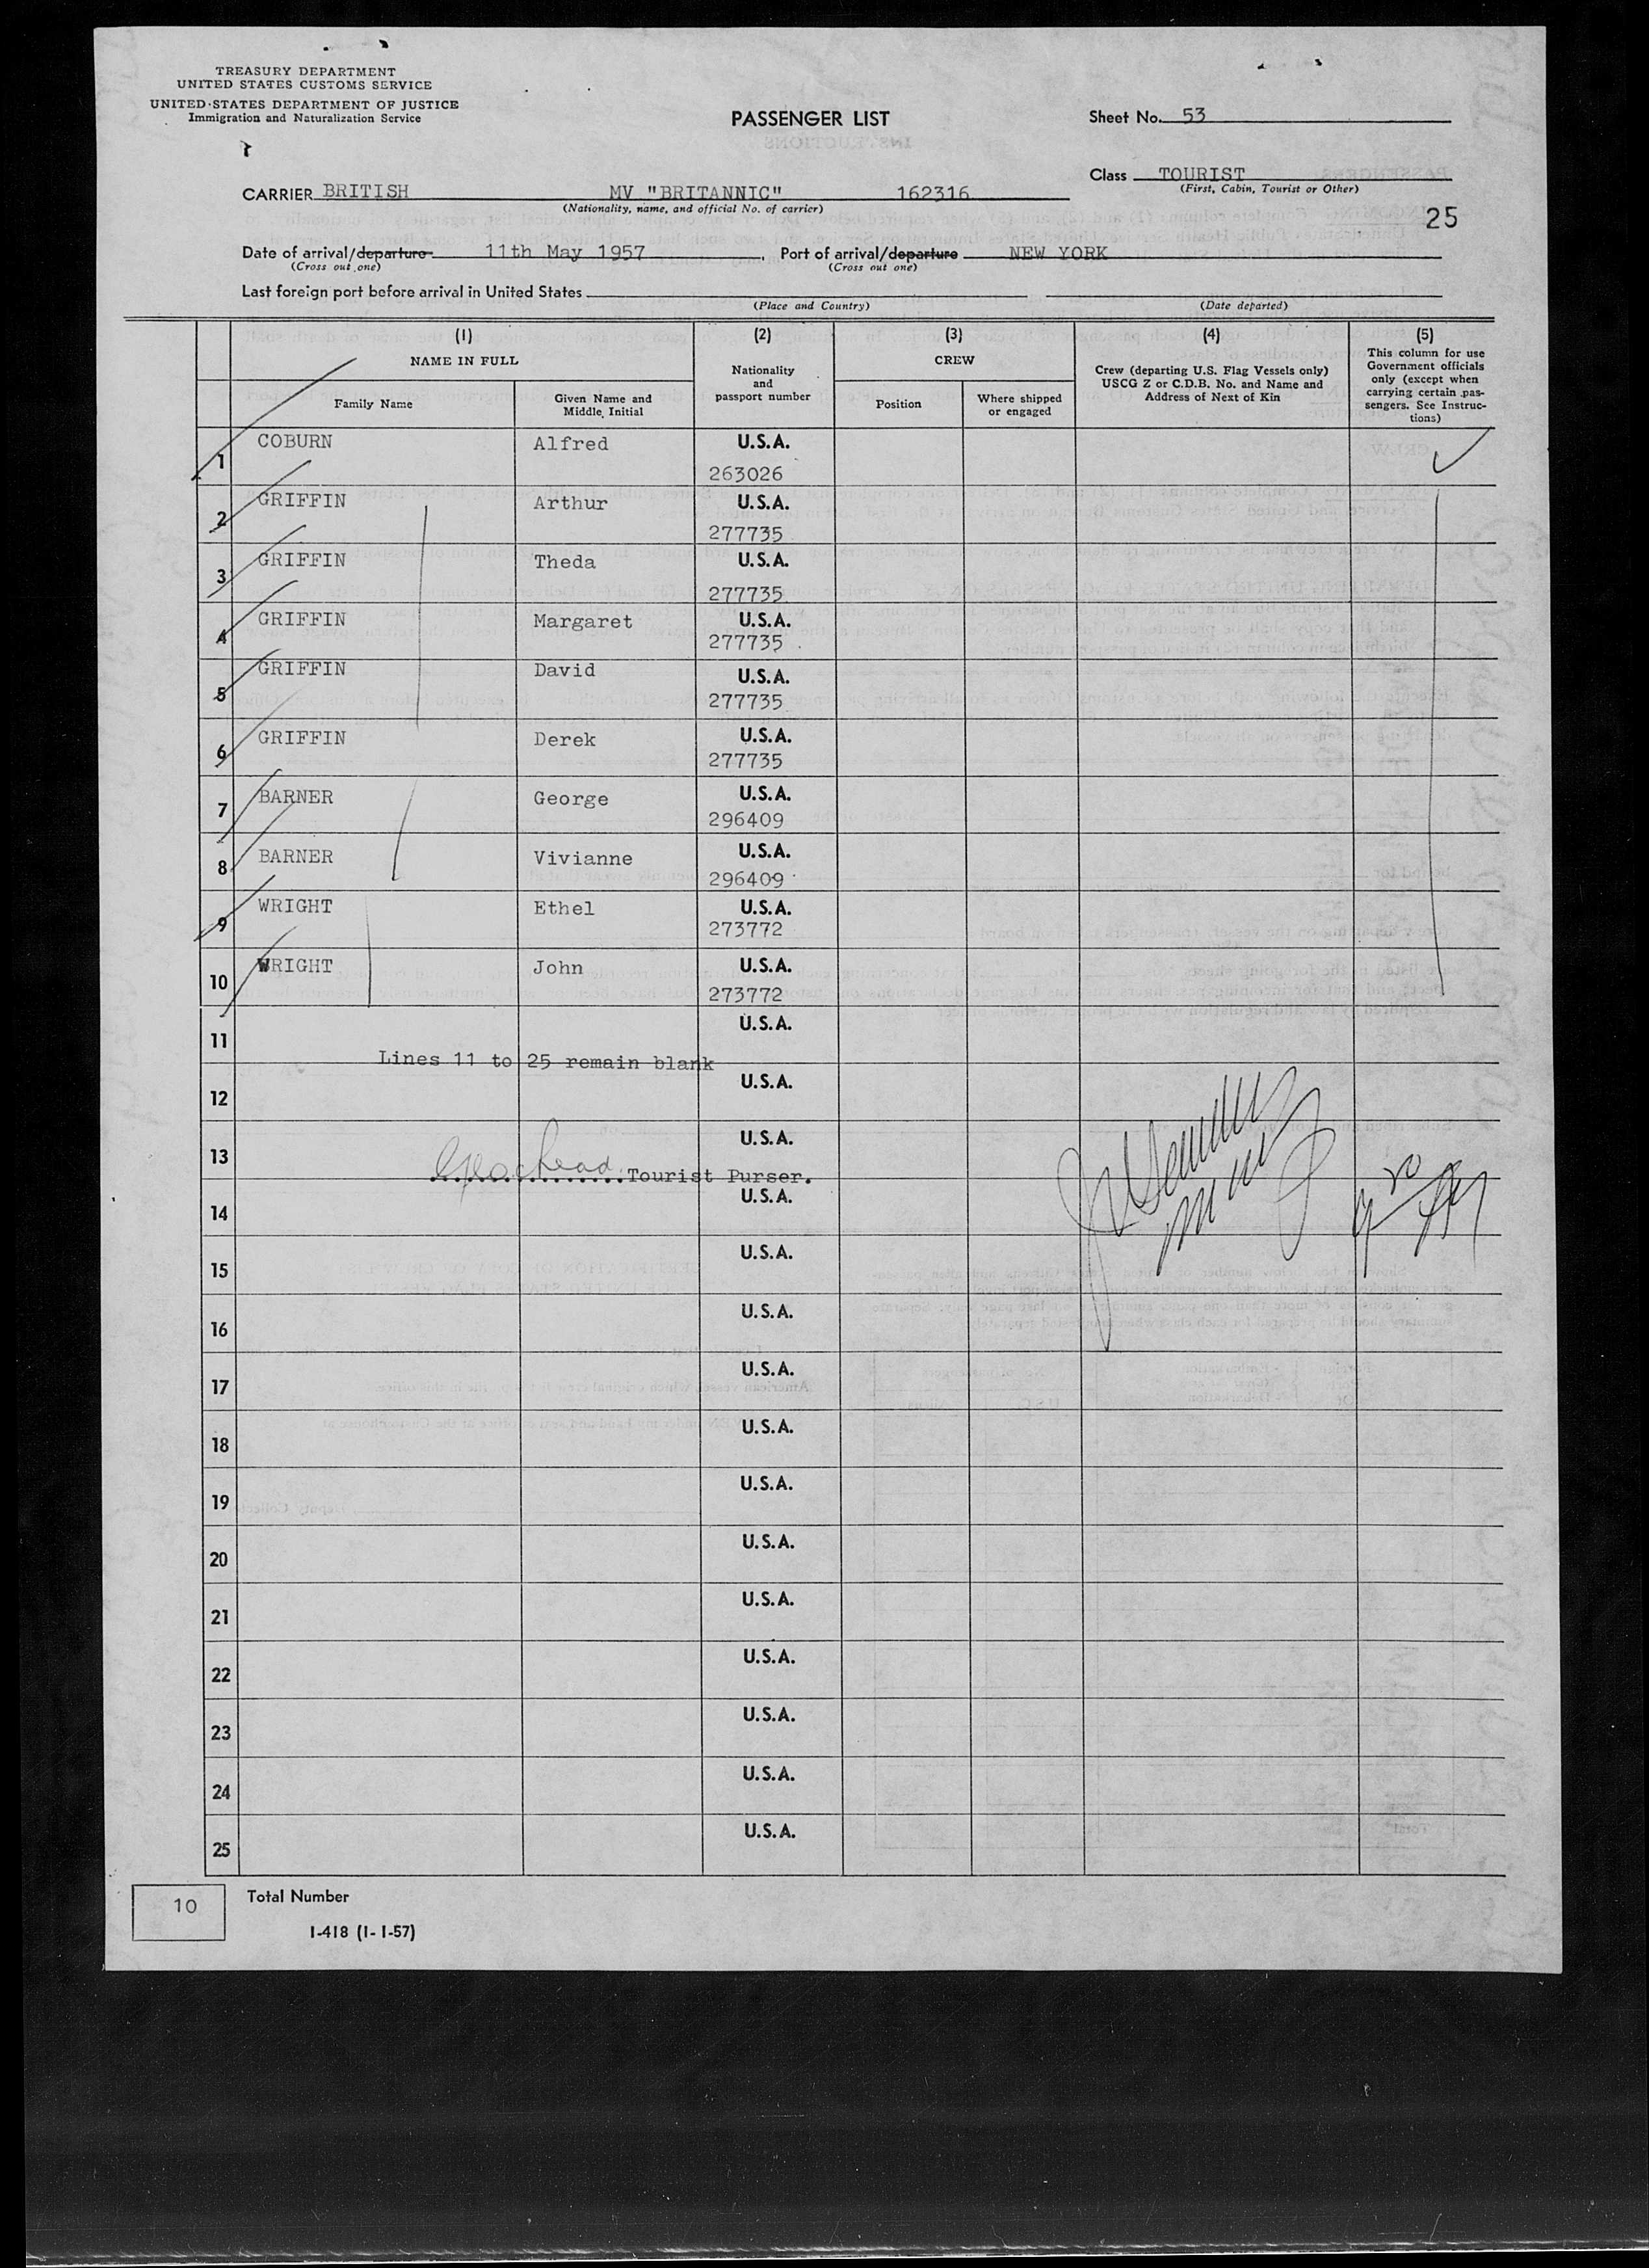 TREASURY DEPARTMENT
UNITED STATES CUSTOMS SERVICE
UNITED STATES DEPARTMENT OF JUSTICE
Immigration and Naturalization Service
PASSENGER LIST
Sheet No. 53
Class TOURIST
(First, Cabin, Tourist or Other)
CARRIER BRITISH MV "BRITANNIC" 162316
(Nationality, name, and official No. of carrier)
25
Date of arrival/departure 11th May 1957, Port of arrival/departure NEW YORK
(Cross out one) (Cross out one)
Last foreign port before arrival in United States
(Place and Country) (Date departed)
(1) (2) (3) (4) (5)
NAME IN FULL
Family Name
Given Name and Middle Initial
Nationality and passport number
CREW
Position
Where shipped or engaged
Crew (departing U.S. Flag Vessels only) USCG Z or C.D.B. No. and Name and Address of Next of Kin
This column for use Government officials only (except when carrying certain passengers. See Instructions)
1 COBURN Alfred U.S.A. 263026
2 GRIFFIN Arthur U.S.A. 277735
3 GRIFFIN Theda U.S.A. 277735
4 GRIFFIN Margaret U.S.A. 277735
5 GRIFFIN David U.S.A. 277735
6 GRIFFIN Derek U.S.A. 277735
7 BARNER George U.S.A. 296409
8 BARNER Vivianne U.S.A. 296409
9 WRIGHT Ethel U.S.A. 273772
10 WRIGHT John U.S.A. 273772
11 U.S.A.
Lines 11 to 25 remain blank
12 U.S.A.
13 U.S.A.
Tourist Purser.
14 U.S.A.
15 U.S.A.
16 U.S.A.
17 U.S.A.
18 U.S.A.
19 U.S.A.
20 U.S.A.
21 U.S.A.
22 U.S.A.
23 U.S.A.
24 U.S.A.
25 U.S.A.
10 Total Number
I-418 (1-1-57)